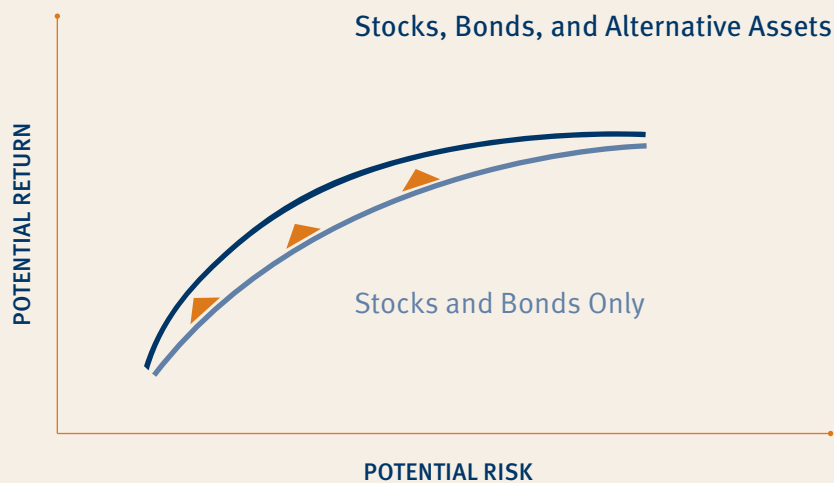 Stocks, Bonds, and Alternative Assets
POTENTIAL RETURN
Stocks and Bonds Only
POTENTIAL RISK